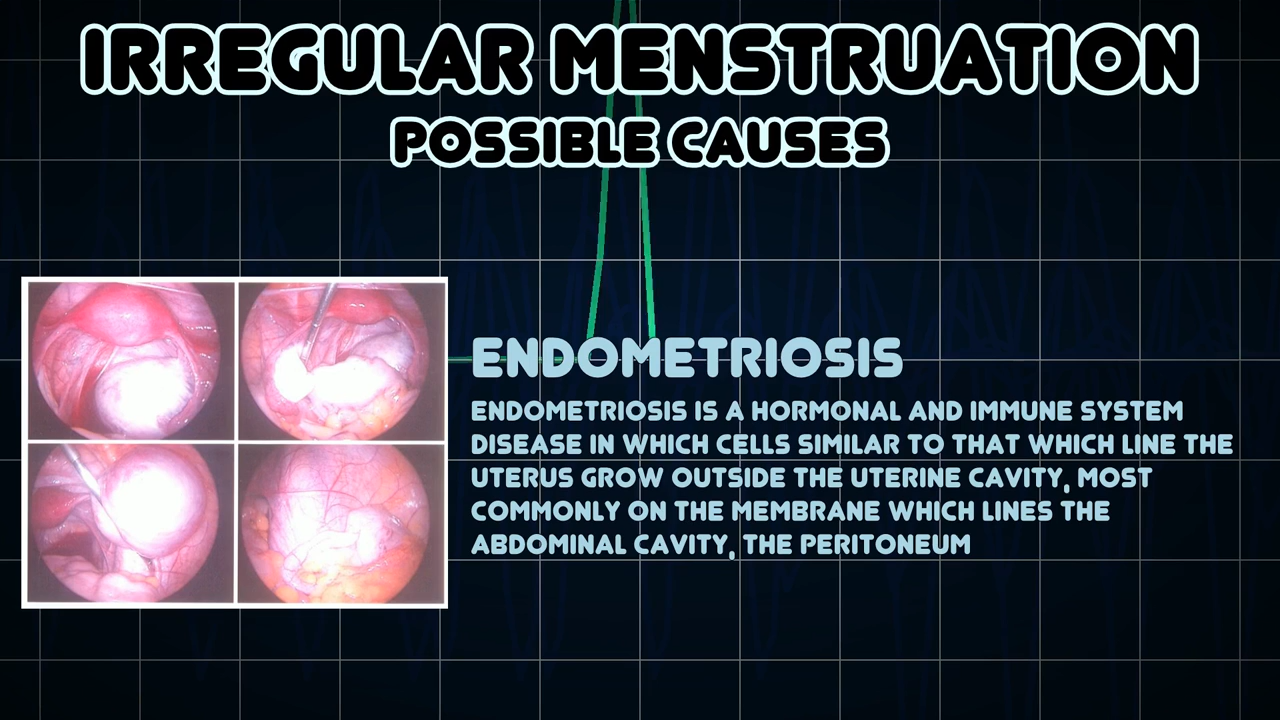 IRREGULAR MENSTRUATION
POSSIBLE CAUSES
ENDOMETRIOSIS
ENDOMETRIOSIS IS A HORMONAL AND IMMUNE SYSTEM
DISEASE IN WHICH CELLS SIMILAR TO THAT WHICH LINE THE
UTERUS GROW OUTSIDE THE UTERINE CAVITY, MOST
COMMONLY ON THE MEMBRANE WHICH LINES THE
ABDOMINAL CAVITY, THE PERITONEUM